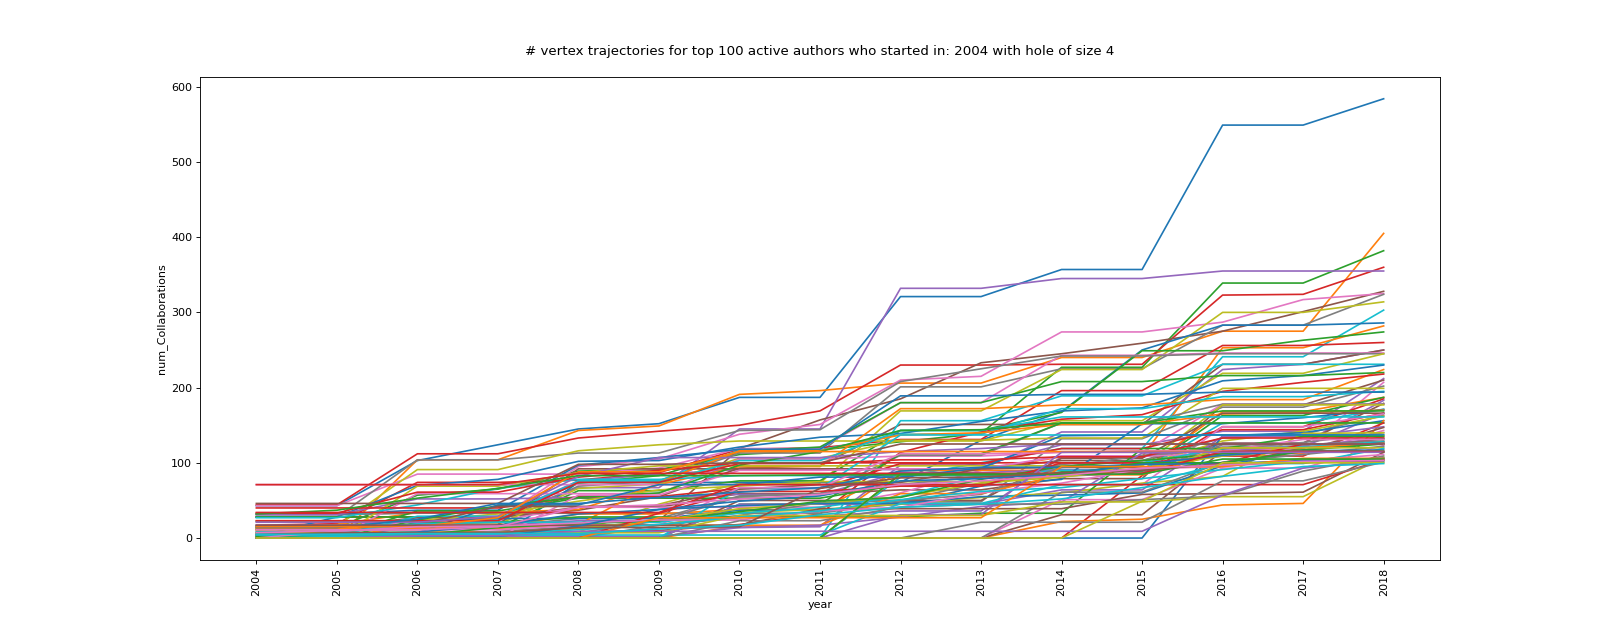 # vertex trajectories for top 100 active authors who started in: 2004 with hole of size 4
600
500
400
300
200
100
0
num_Collaborations
2004 2005 2006 2007 2008 2009 2010 2011 2012 2013 2014 2015 2016 2017 2018
year